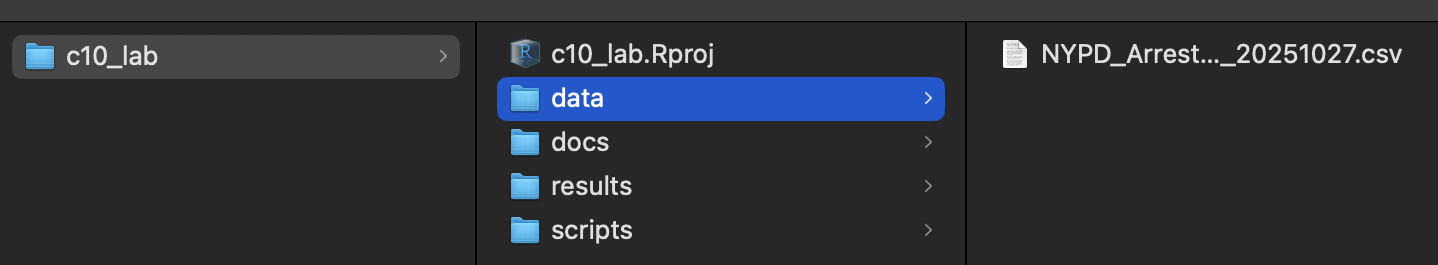 c10_lab
c10_lab.Rproj
data
docs
results
scripts
NYPD_Arrest..._20251027.csv